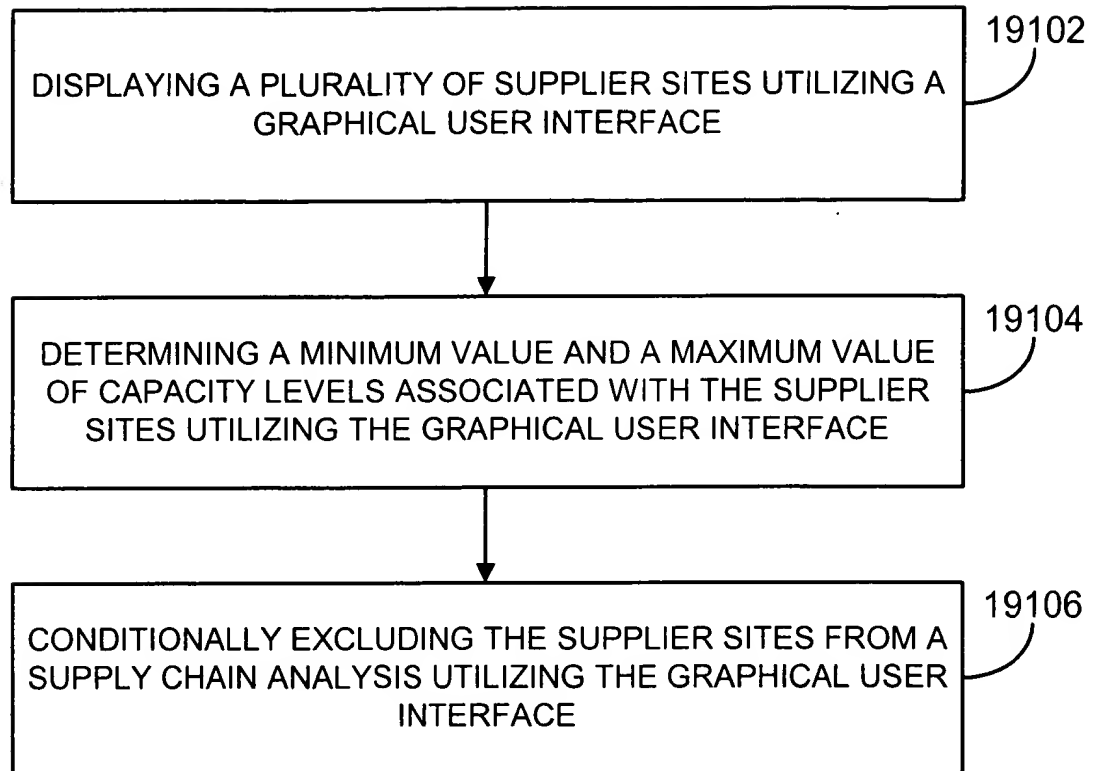 19102
DISPLAYING A PLURALITY OF SUPPLIER SITES UTILIZING A
GRAPHICAL USER INTERFACE
19104
DETERMINING A MINIMUM VALUE AND A MAXIMUM VALUE
OF CAPACITY LEVELS ASSOCIATED WITH THE SUPPLIER
SITES UTILIZING THE GRAPHICAL USER INTERFACE
19106
CONDITIONALLY EXCLUDING THE SUPPLIER SITES FROM A
SUPPLY CHAIN ANALYSIS UTILIZING THE GRAPHICAL USER
INTERFACE